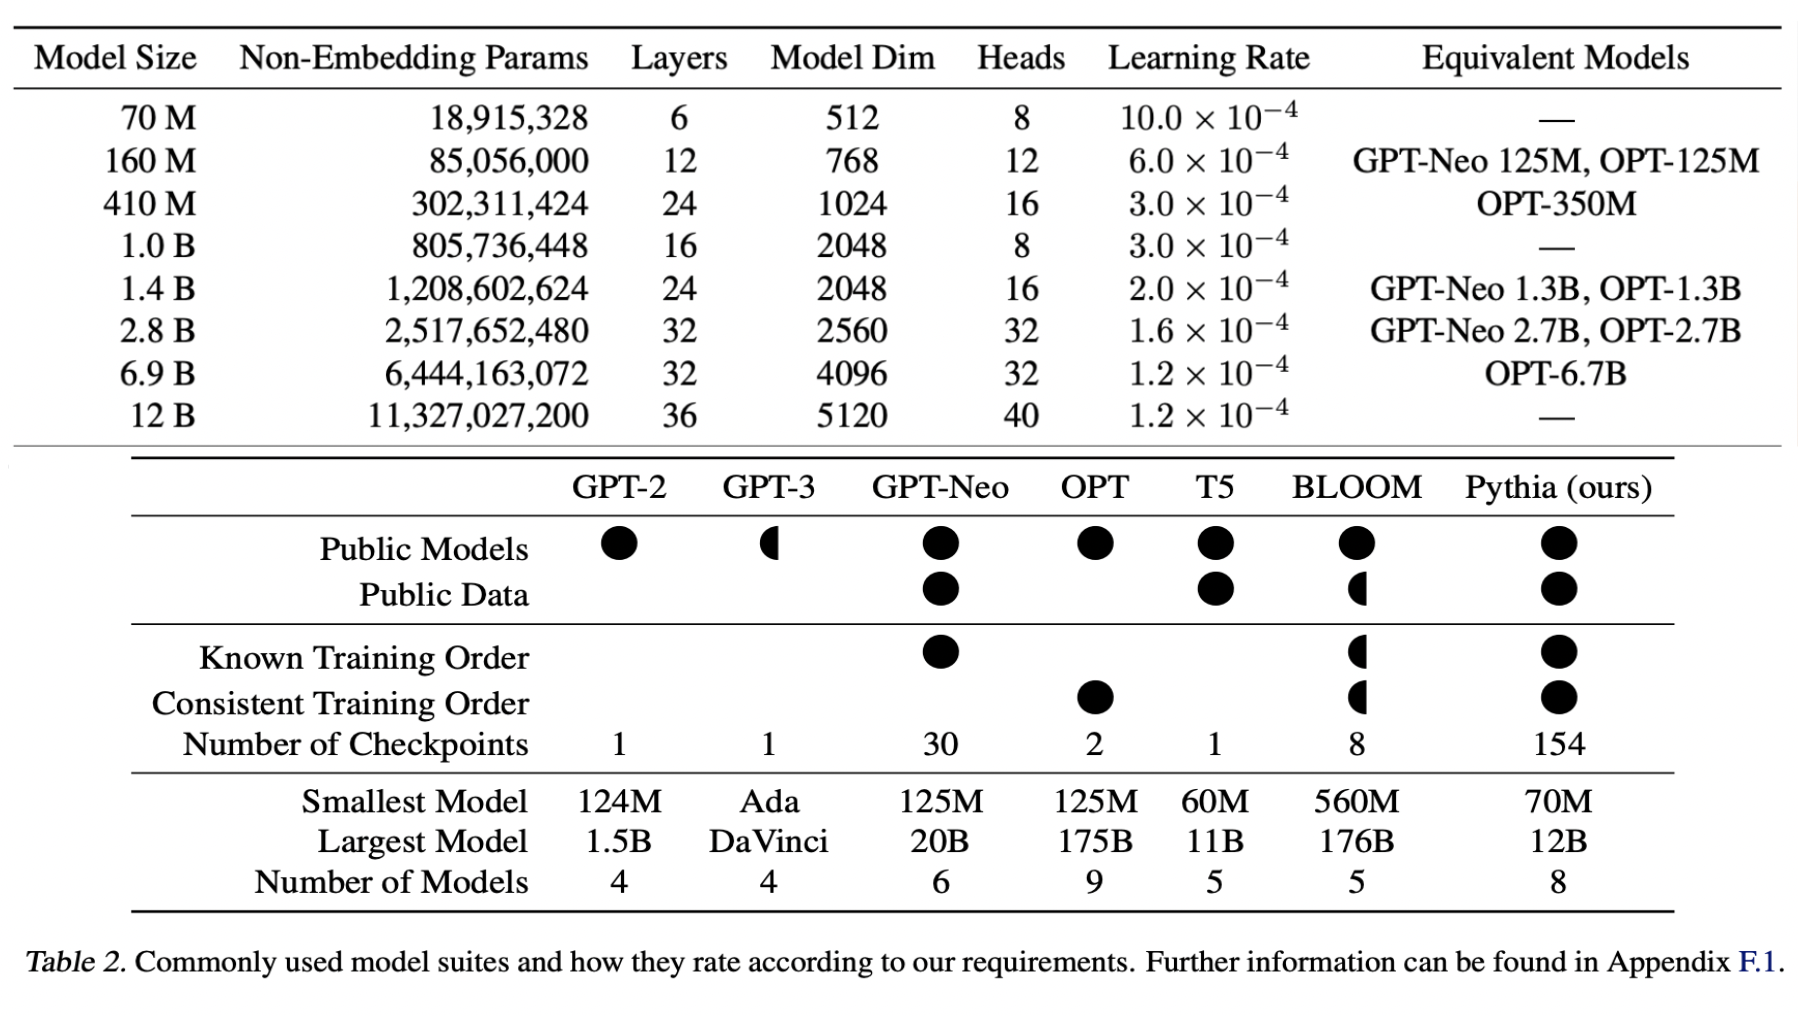 Model Size Non-Embedding Params Layers Model Dim Heads Learning Rate Equivalent Models
70 M 18,915,328 6 512 8 10.0 × 10⁻⁴ —
160 M 85,056,000 12 768 12 6.0 × 10⁻⁴ GPT-Neo 125M, OPT-125M
410 M 302,311,424 24 1024 16 3.0 × 10⁻⁴ OPT-350M
1.0 B 805,736,448 16 2048 8 3.0 × 10⁻⁴ —
1.4 B 1,208,602,624 24 2048 16 2.0 × 10⁻⁴ GPT-Neo 1.3B, OPT-1.3B
2.8 B 2,517,652,480 32 2560 32 1.6 × 10⁻⁴ GPT-Neo 2.7B, OPT-2.7B
6.9 B 6,444,163,072 32 4096 32 1.2 × 10⁻⁴ OPT-6.7B
12 B 11,327,027,200 36 5120 40 1.2 × 10⁻⁴ —
GPT-2 GPT-3 GPT-Neo OPT T5 BLOOM Pythia (ours)
Public Models ● ◖ ● ● ● ● ●
Public Data ● ● ◖ ●
Known Training Order ● ◖ ●
Consistent Training Order ● ◖ ●
Number of Checkpoints 1 1 30 2 1 8 154
Smallest Model 124M Ada 125M 125M 60M 560M 70M
Largest Model 1.5B DaVinci 20B 175B 11B 176B 12B
Number of Models 4 4 6 9 5 5 8
Table 2. Commonly used model suites and how they rate according to our requirements. Further information can be found in Appendix F.1.